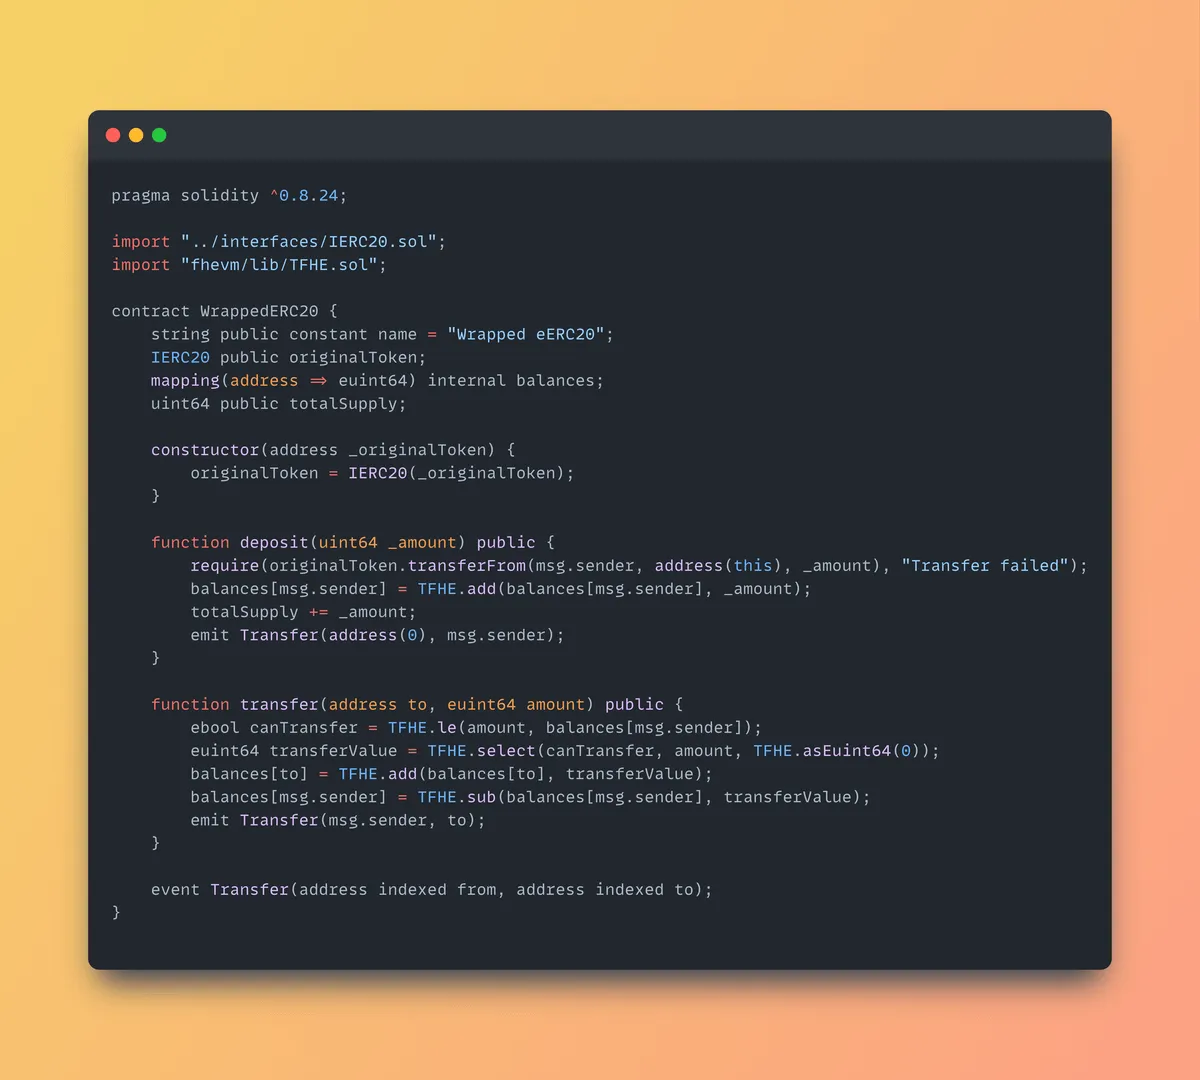 pragma solidity ^0.8.24;
import "../interfaces/IERC20.sol";
import "fhevm/lib/TFHE.sol";
contract WrappedERC20 {
    string public constant name = "Wrapped eERC20";
    IERC20 public originalToken;
    mapping(address => euint64) internal balances;
    uint64 public totalSupply;
    constructor(address _originalToken) {
        originalToken = IERC20(_originalToken);
    }
    function deposit(uint64 _amount) public {
        require(originalToken.transferFrom(msg.sender, address(this), _amount), "Transfer failed");
        balances[msg.sender] = TFHE.add(balances[msg.sender], _amount);
        totalSupply += _amount;
        emit Transfer(address(0), msg.sender);
    }
    function transfer(address to, euint64 amount) public {
        ebool canTransfer = TFHE.le(amount, balances[msg.sender]);
        euint64 transferValue = TFHE.select(canTransfer, amount, TFHE.asEuint64(0));
        balances[to] = TFHE.add(balances[to], transferValue);
        balances[msg.sender] = TFHE.sub(balances[msg.sender], transferValue);
        emit Transfer(msg.sender, to);
    }
    event Transfer(address indexed from, address indexed to);
}